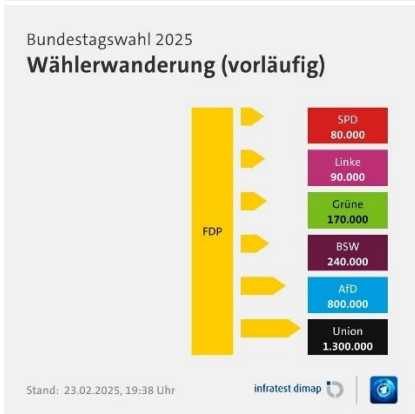 Bundestagswahl 2025
Wählerwanderung (vorläufig)
SPD
80.000
Linke
90.000
Grüne
170.000
FDP
BSW
240.000
AfD
800.000
Union
1.300.000
Stand: 23.02.2025, 19:38 Uhr
infratest dimap